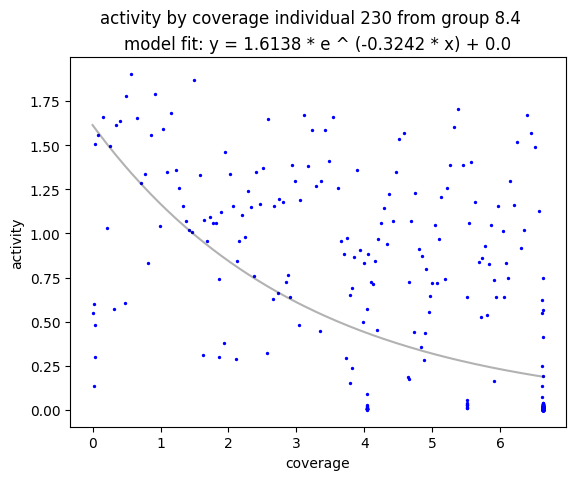 activity by coverage individual 230 from group 8.4
model fit: y = 1.6138 * e ^ (-0.3242 * x) + 0.0
activity
1.75
1.50
1.25
1.00
0.75
0.50
0.25
0.00
0 1 2 3 4 5 6
coverage